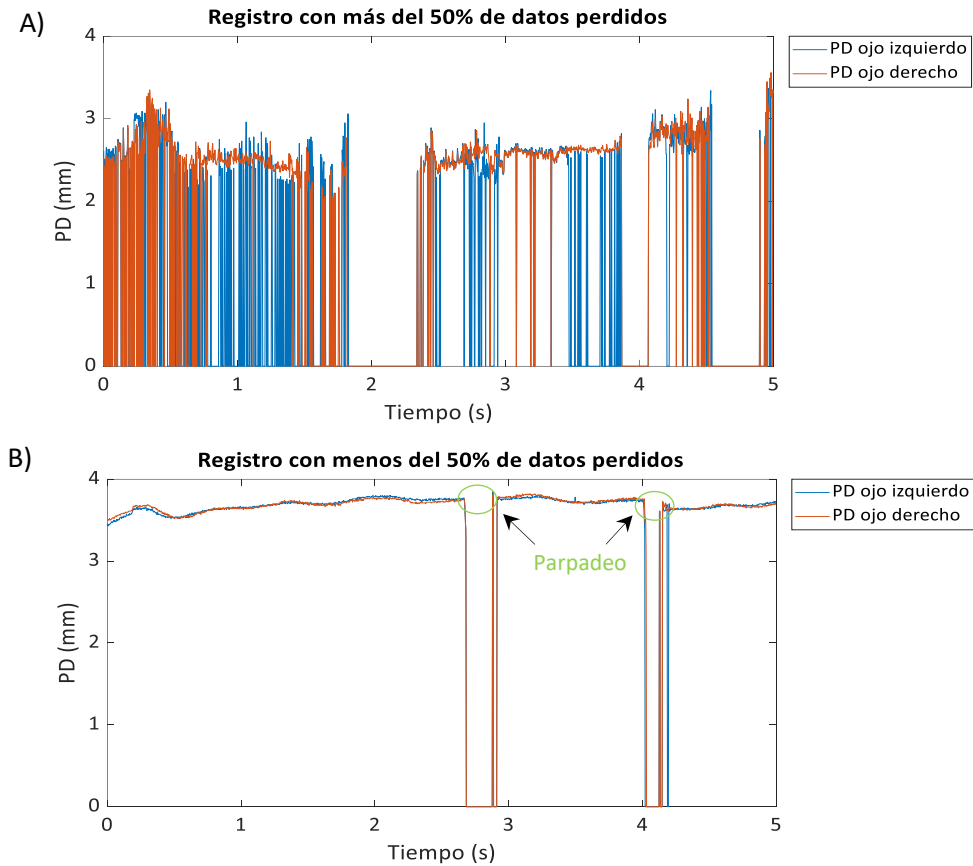 A)
Registro con más del 50% de datos perdidos
PD ojo izquierdo
PD ojo derecho
4
3
2
1
0
PD (mm)
0 1 2 3 4 5
Tiempo (s)
B)
Registro con menos del 50% de datos perdidos
PD ojo izquierdo
PD ojo derecho
4
3
2
1
0
PD (mm)
Parpadeo
0 1 2 3 4 5
Tiempo (s)